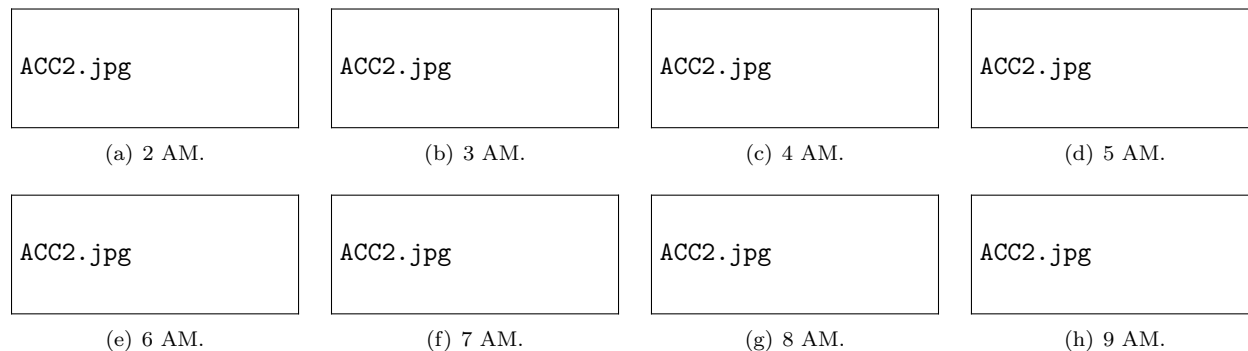 ACC2.jpg ACC2.jpg ACC2.jpg ACC2.jpg
(a) 2 AM. (b) 3 AM. (c) 4 AM. (d) 5 AM.
ACC2.jpg ACC2.jpg ACC2.jpg ACC2.jpg
(e) 6 AM. (f) 7 AM. (g) 8 AM. (h) 9 AM.